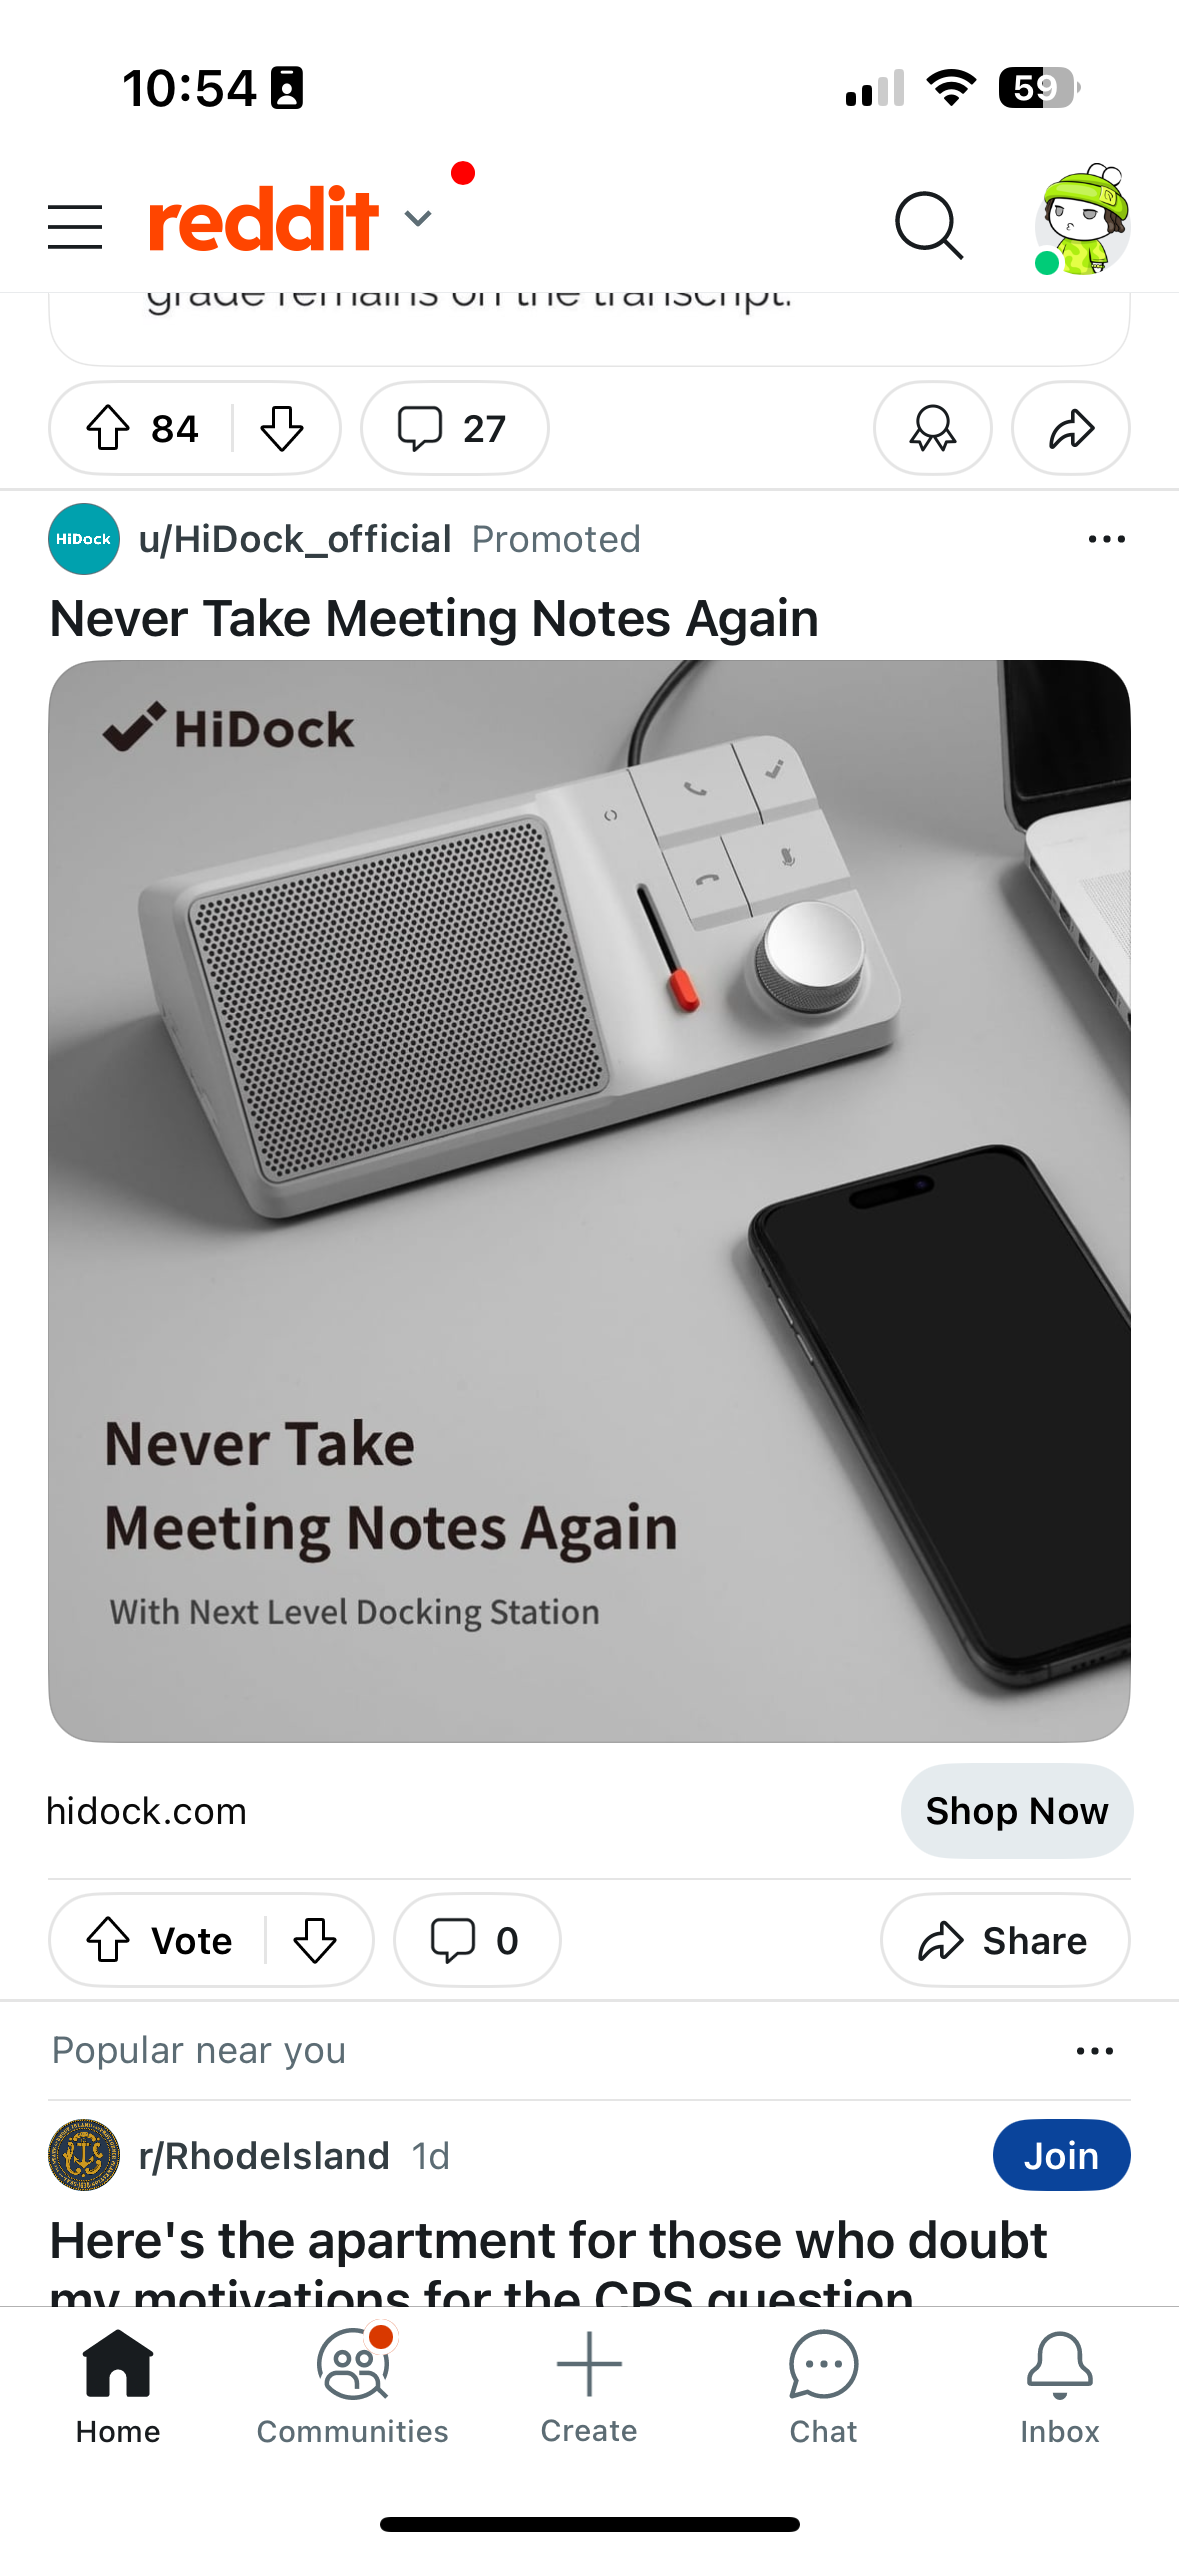 10:54
59
reddit
grade remains on the transcript.
84
27
HiDock
u/HiDock_official Promoted
Never Take Meeting Notes Again
HiDock
Never Take
Meeting Notes Again
With Next Level Docking Station
hidock.com
Shop Now
Vote
0
Share
Popular near you
r/RhodeIsland 1d
Join
Here's the apartment for those who doubt
my motivations for the CPS question
Home
Communities
Create
Chat
Inbox